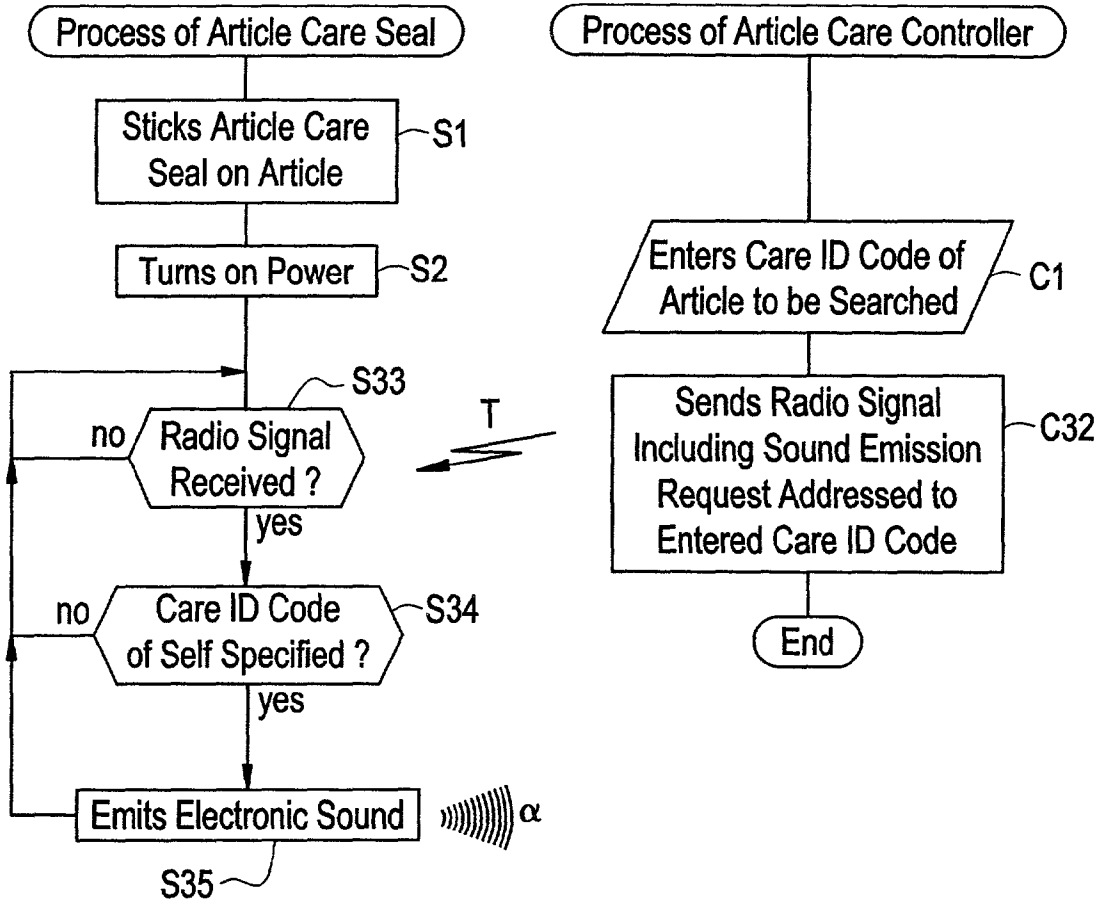 Process of Article Care Seal
Sticks Article Care
Seal on Article
S1
Turns on Power
S2
S33
Radio Signal
Received ?
no
yes
Care ID Code
of Self Specified ?
S34
no
yes
Emits Electronic Sound
α
S35
T
Process of Article Care Controller
Enters Care ID Code of
Article to be Searched
C1
Sends Radio Signal
Including Sound Emission
Request Addressed to
Entered Care ID Code
C32
End